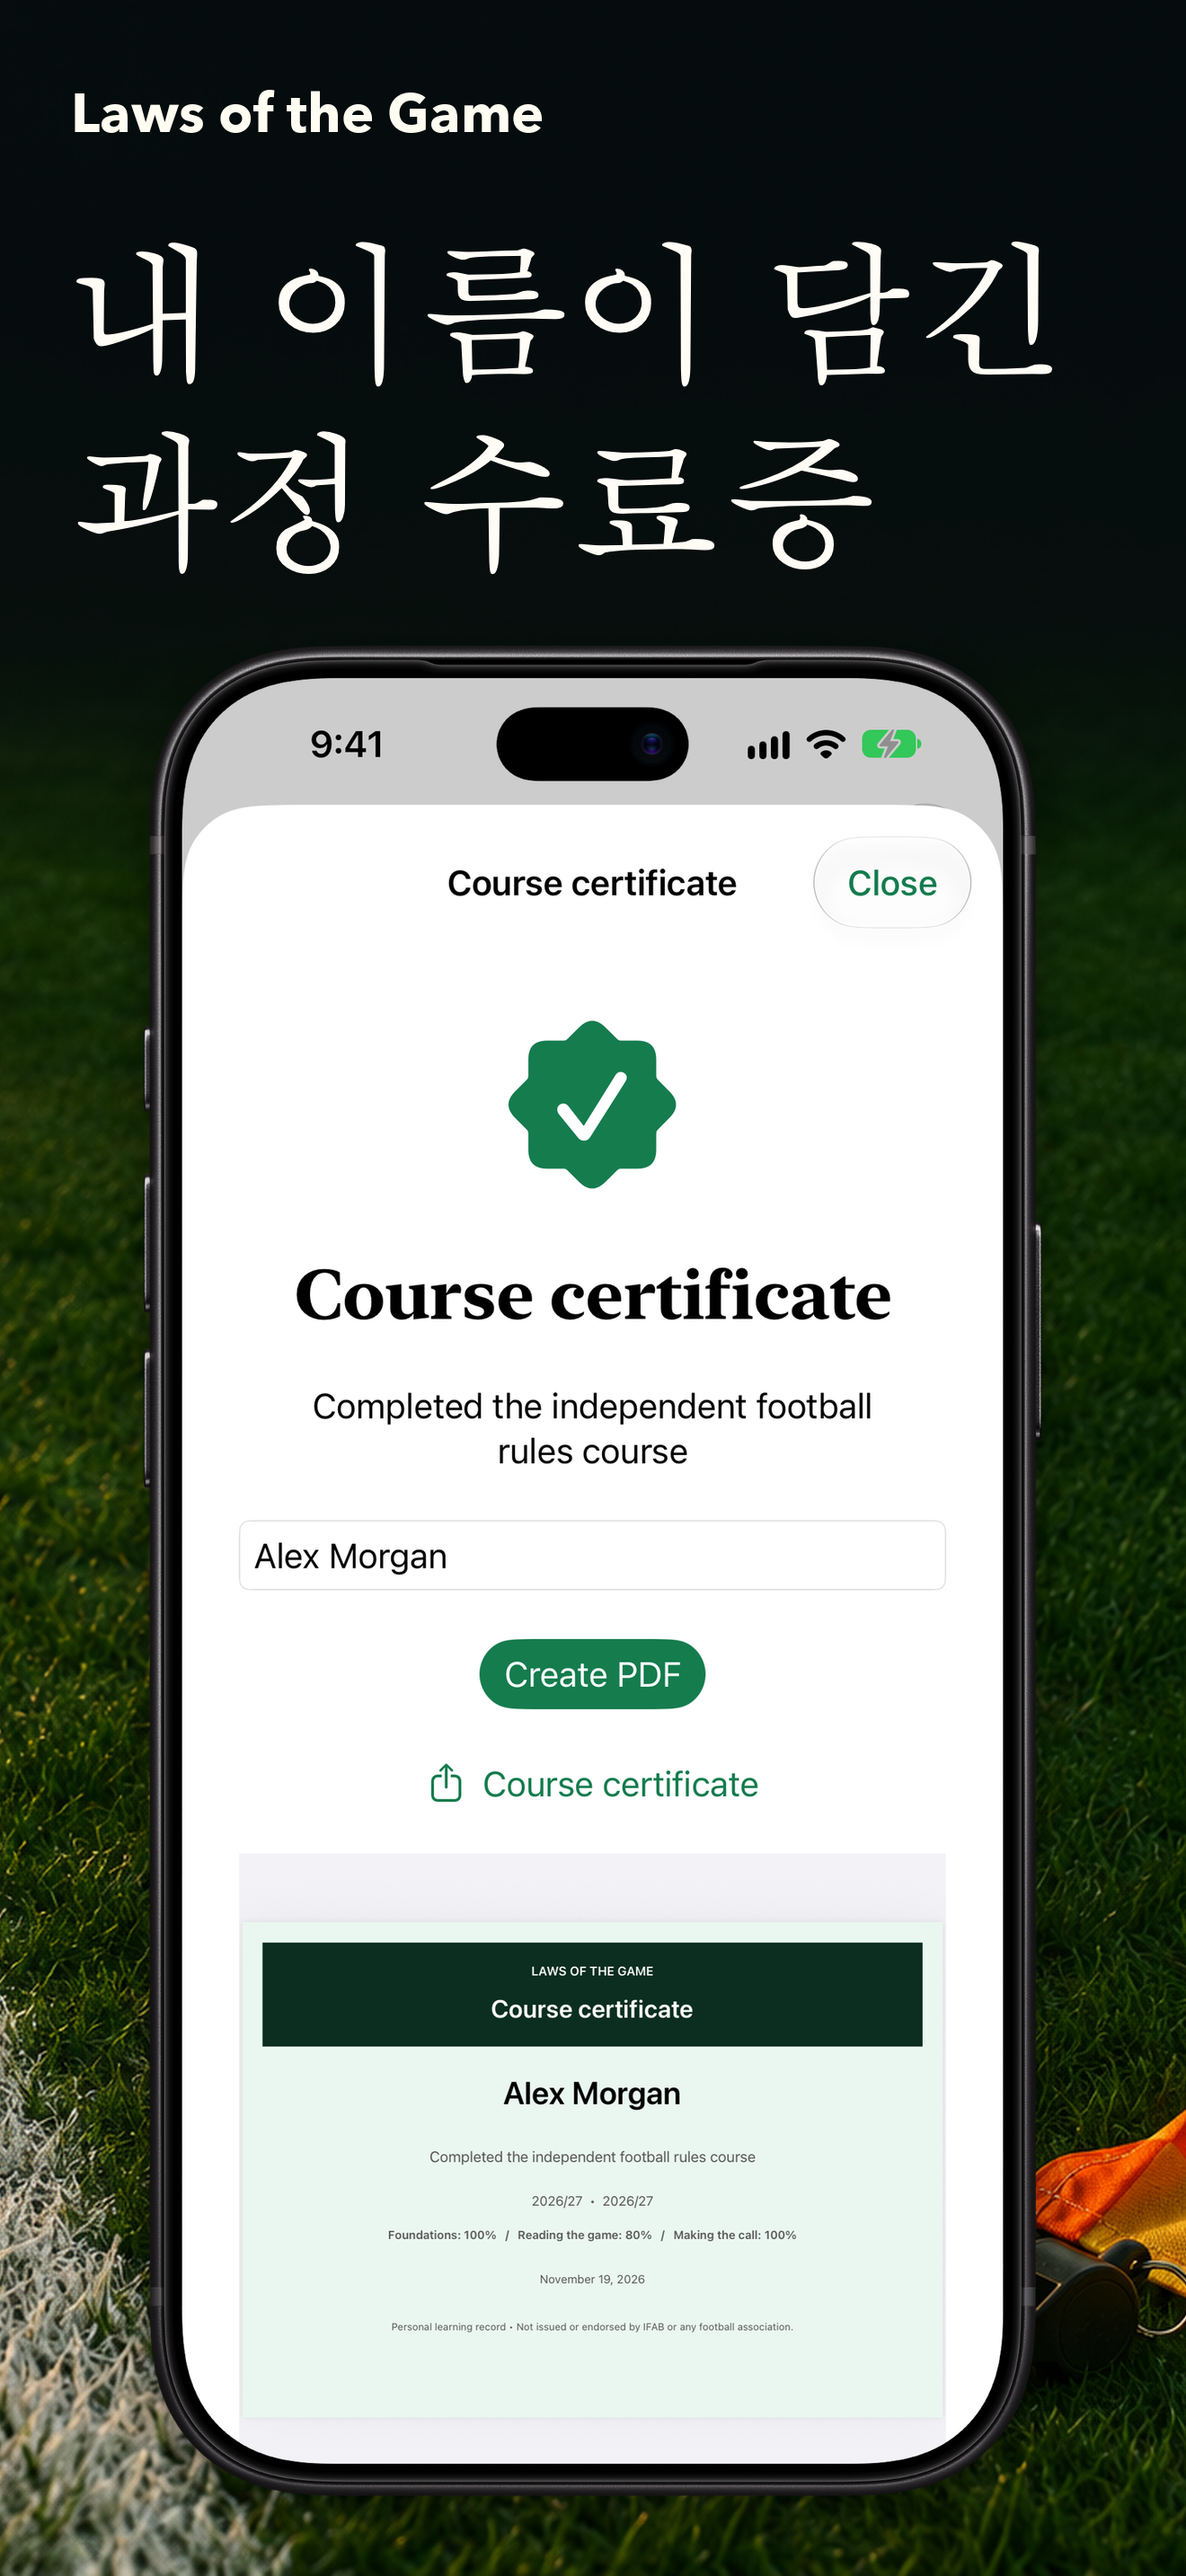 Laws of the Game
내 이름이 담긴
과정 수료증
9:41
Course certificate
Close
Course certificate
Completed the independent football
rules course
Alex Morgan
Create PDF
Course certificate
LAWS OF THE GAME
Course certificate
Alex Morgan
Completed the independent football rules course
2026/27 • 2026/27
Foundations: 100% / Reading the game: 80% / Making the call: 100%
November 19, 2026
Personal learning record • Not issued or endorsed by IFAB or any football association.